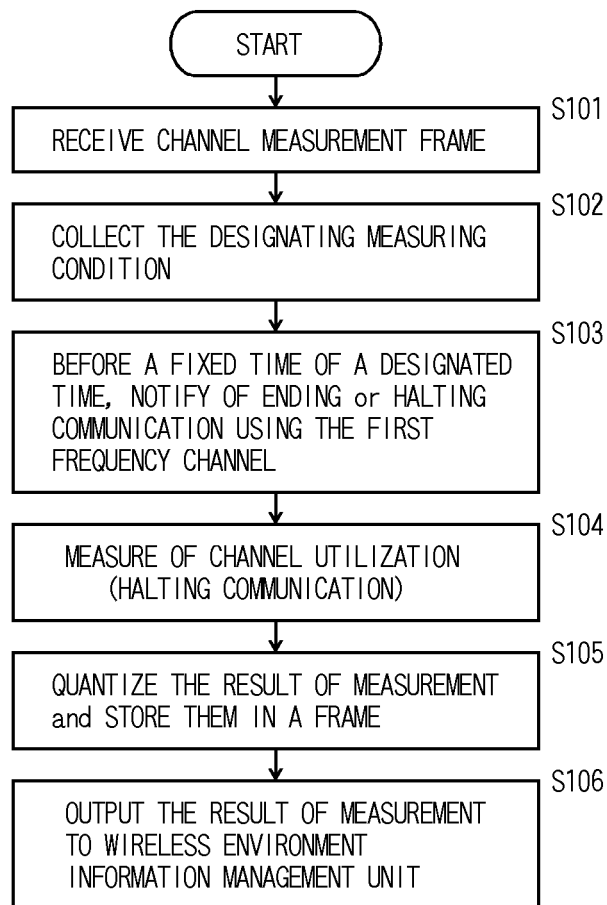 START
S101
RECEIVE CHANNEL MEASUREMENT FRAME
S102
COLLECT THE DESIGNATING MEASURING
CONDITION
S103
BEFORE A FIXED TIME OF A DESIGNATED
TIME, NOTIFY OF ENDING or HALTING
COMMUNICATION USING THE FIRST
FREQUENCY CHANNEL
S104
MEASURE OF CHANNEL UTILIZATION
(HALTING COMMUNICATION)
S105
QUANTIZE THE RESULT OF MEASUREMENT
and STORE THEM IN A FRAME
S106
OUTPUT THE RESULT OF MEASUREMENT
TO WIRELESS ENVIRONMENT
INFORMATION MANAGEMENT UNIT